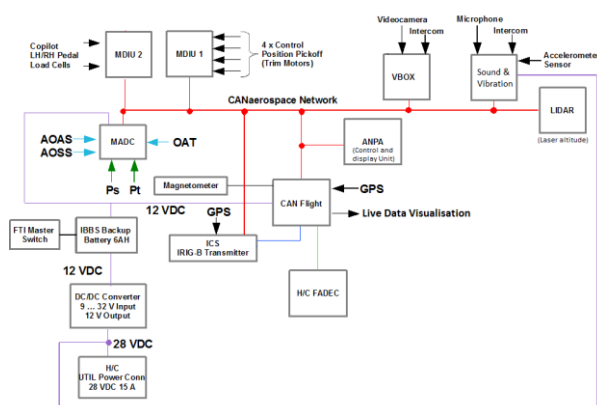 Copilot
LH/RH Pedal
Load Cells
MDIU 2
MDIU 1
4 x Control
Position Pickoff
(Trim Motors)
Videocamera
Intercom
VBOX
Microphone
Intercom
Sound &
Vibration
Accelerometer
Sensor
CANaerospace Network
LIDAR
(Laser altitude)
AOAS
AOSS
MADC
OAT
Ps
Pt
ANPA
(Control and
display Unit)
Magnetometer
CAN Flight
GPS
Live Data Visualisation
12 VDC
GPS
FTI Master
Switch
IBBS Backup
Battery 6AH
ICS
IRIG-B Transmitter
12 VDC
H/C FADEC
DC/DC Converter
9 ... 32 V Input
12 V Output
28 VDC
H/C
UTIL Power Conn
28 VDC 15 A